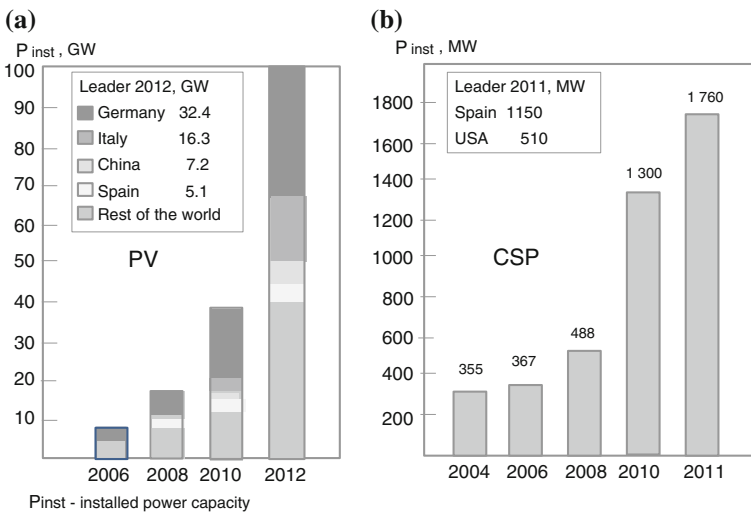 (a)
P inst , GW
100
90
80
70
60
50
40
30
20
10
Leader 2012, GW
Germany 32.4
Italy 16.3
China 7.2
Spain 5.1
Rest of the world
PV
2006 2008 2010 2012
Pinst - installed power capacity
(b)
P inst , MW
1800
1600
1400
1200
1000
800
600
400
200
Leader 2011, MW
Spain 1150
USA 510
CSP
355
367
488
1 300
1 760
2004 2006 2008 2010 2011